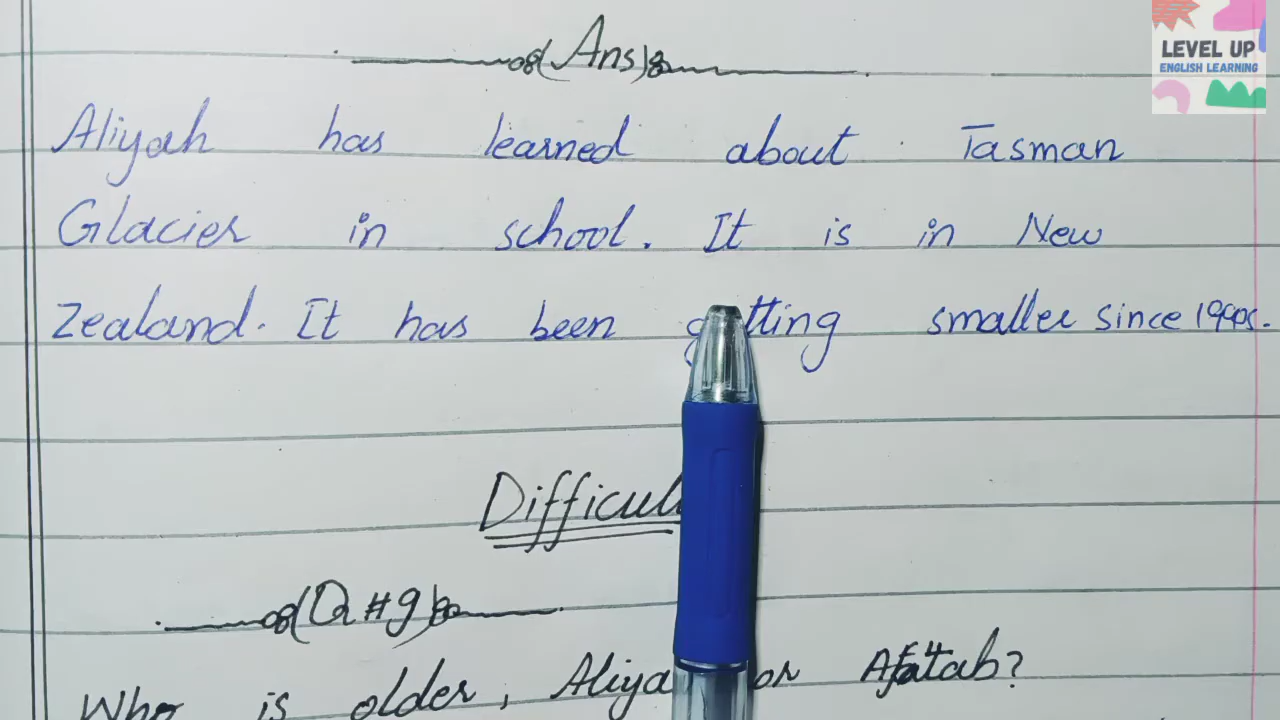 LEVEL UP
ENGLISH LEARNING
(Ans)
Aliyah has learned about Tasman
Glacier in school. It is in New
Zealand. It has been getting smaller since 1990s.
Difficul
(Q #9)
Who is older, Aliya or Afatab?